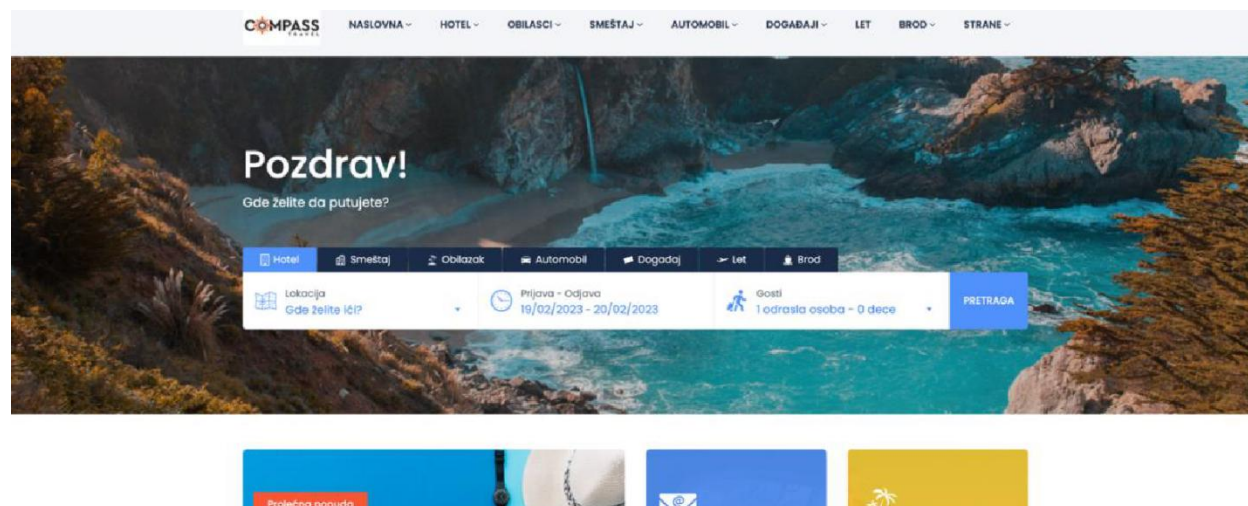 COMPASS
TRAVEL
NASLOVNA
HOTEL
OBILASCI
SMEŠTAJ
AUTOMOBIL
DOGAĐAJI
LET
BROD
STRANE
Pozdrav!
Gde želite da putujete?
Hotel
Smeštaj
Obilazak
Automobil
Događaj
Let
Brod
Lokacija
Gde želite ići?
Prijava - Odjava
19/02/2023 - 20/02/2023
Gosti
1 odrasla osoba - 0 dece
PRETRAGA
Prolećna ponuda